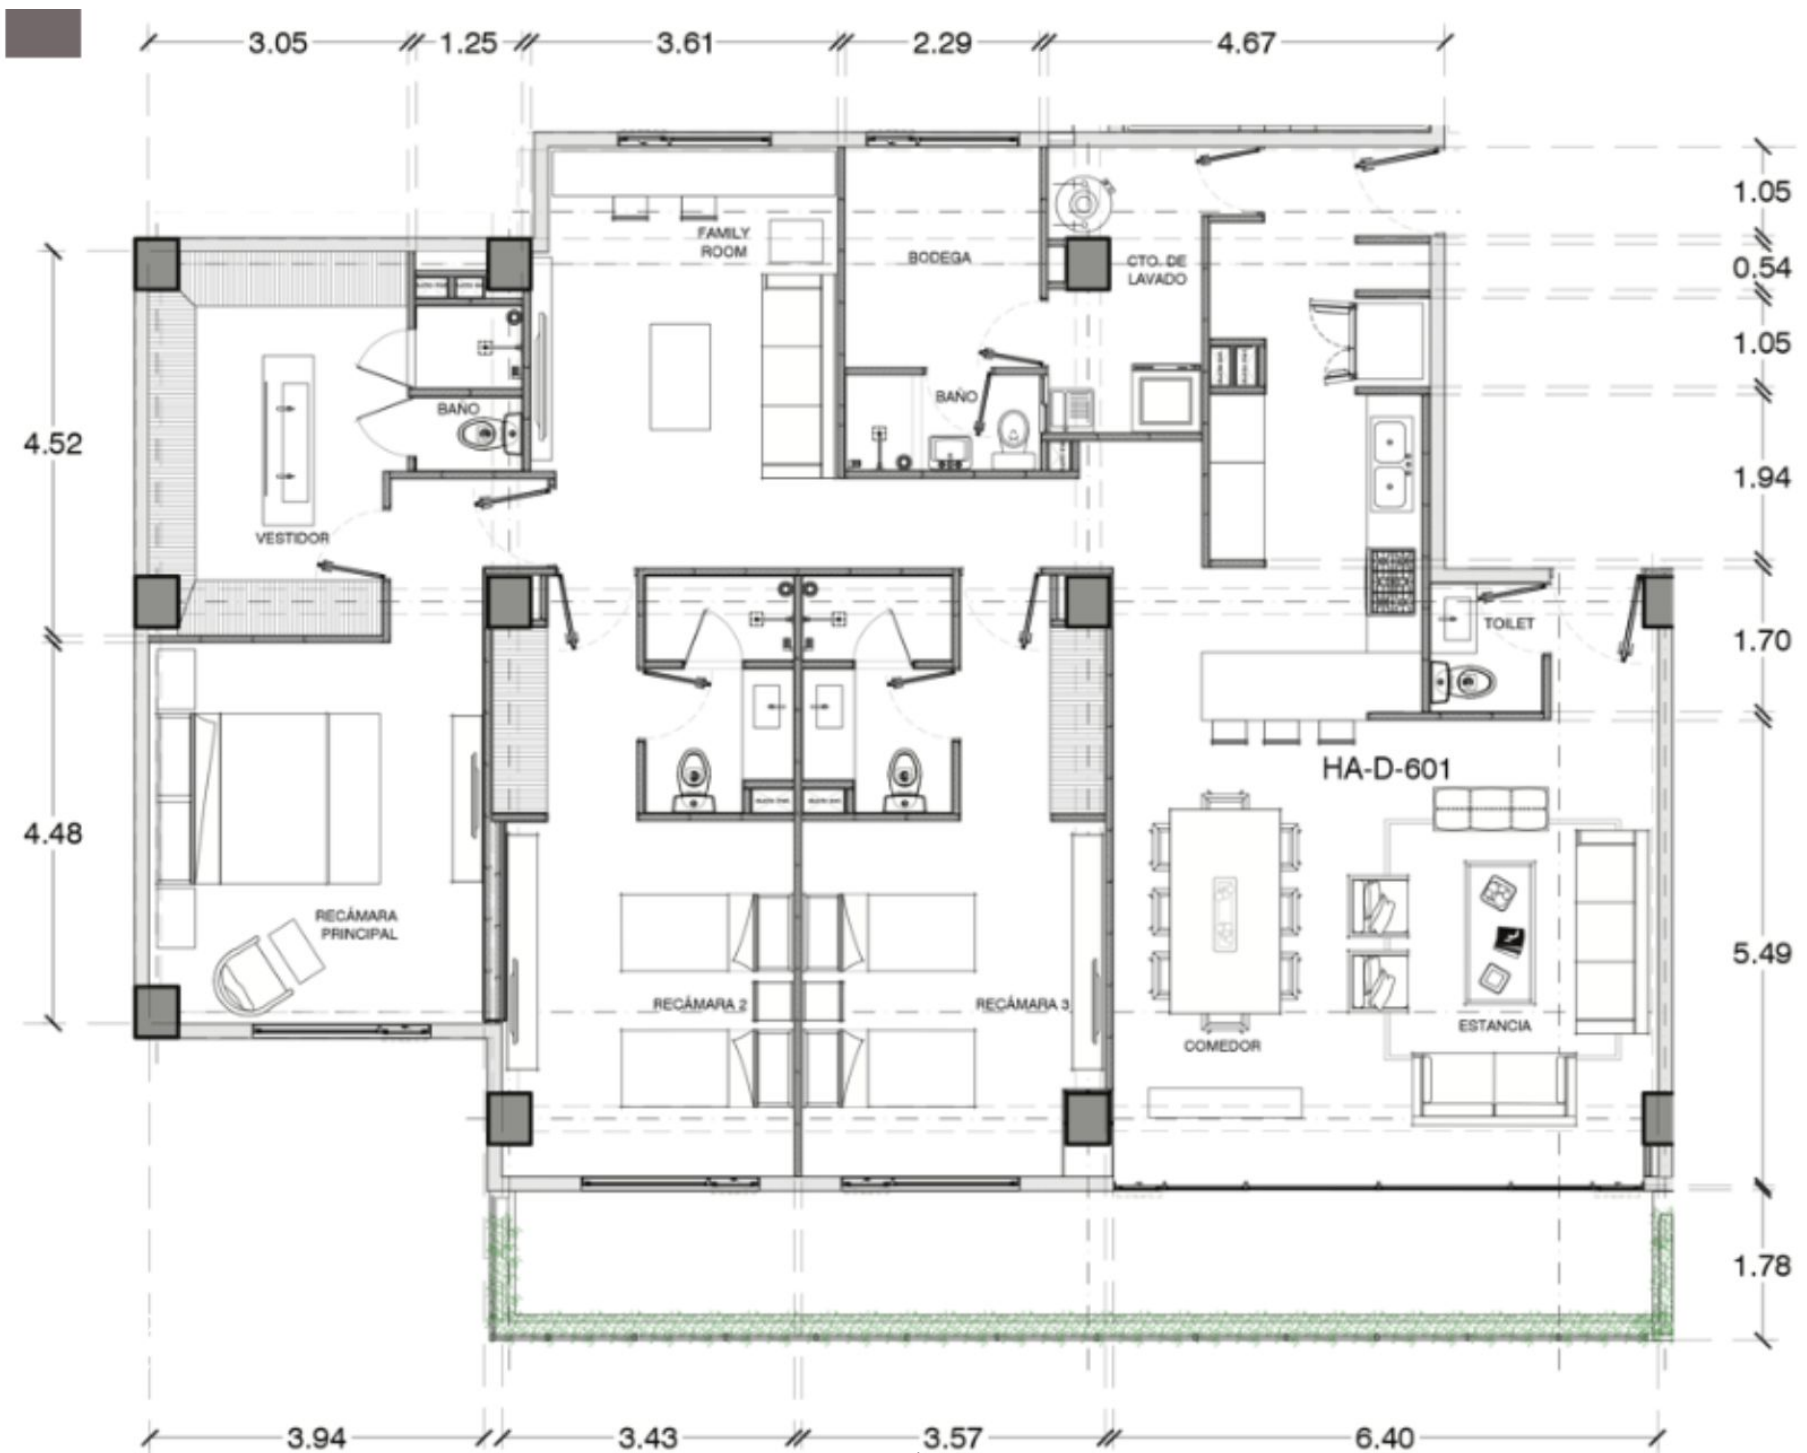 3.05 1.25 3.61 2.29 4.67
1.05
FAMILY
ROOM
BODEGA
CTO. DE
LAVADO
0.54
1.05
BAÑO
BAÑO
4.52
1.94
VESTIDOR
TOILET
1.70
HA-D-601
4.48
RECÁMARA
PRINCIPAL
5.49
RECÁMARA 2
RECÁMARA 3
ESTANCIA
COMEDOR
1.78
3.94 3.43 3.57 6.40